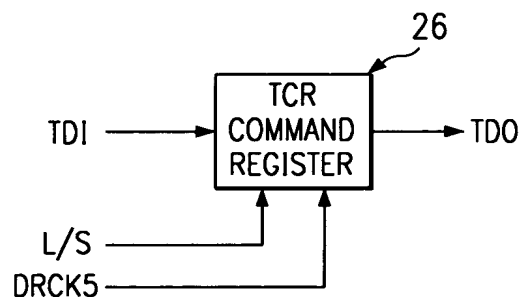 26
TCR
COMMAND
REGISTER
TDI
TDO
L/S
DRCK5